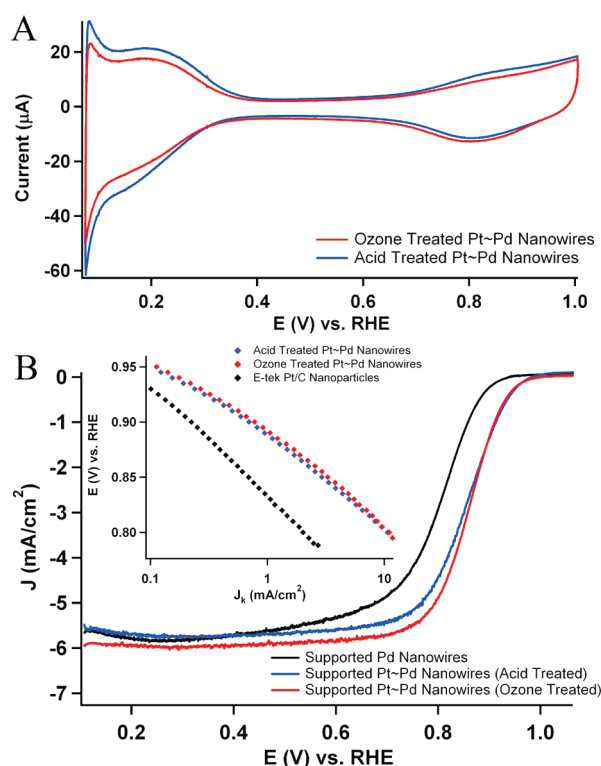 A
20
0
-20
-40
-60
Current (μA)
Ozone Treated Pt~Pd Nanowires
Acid Treated Pt~Pd Nanowires
0.2
0.4
0.6
0.8
1.0
E (V) vs. RHE
B
Acid Treated Pt~Pd Nanowires
Ozone Treated Pt~Pd Nanowires
E-tek Pt/C Nanoparticles
0.95
0.90
0.85
0.80
E (V) vs. RHE
0.1
1
10
Jk (mA/cm²)
0
-1
-2
-3
-4
-5
-6
-7
J (mA/cm²)
Supported Pd Nanowires
Supported Pt~Pd Nanowires (Acid Treated)
Supported Pt~Pd Nanowires (Ozone Treated)
0.2
0.4
0.6
0.8
1.0
E (V) vs. RHE